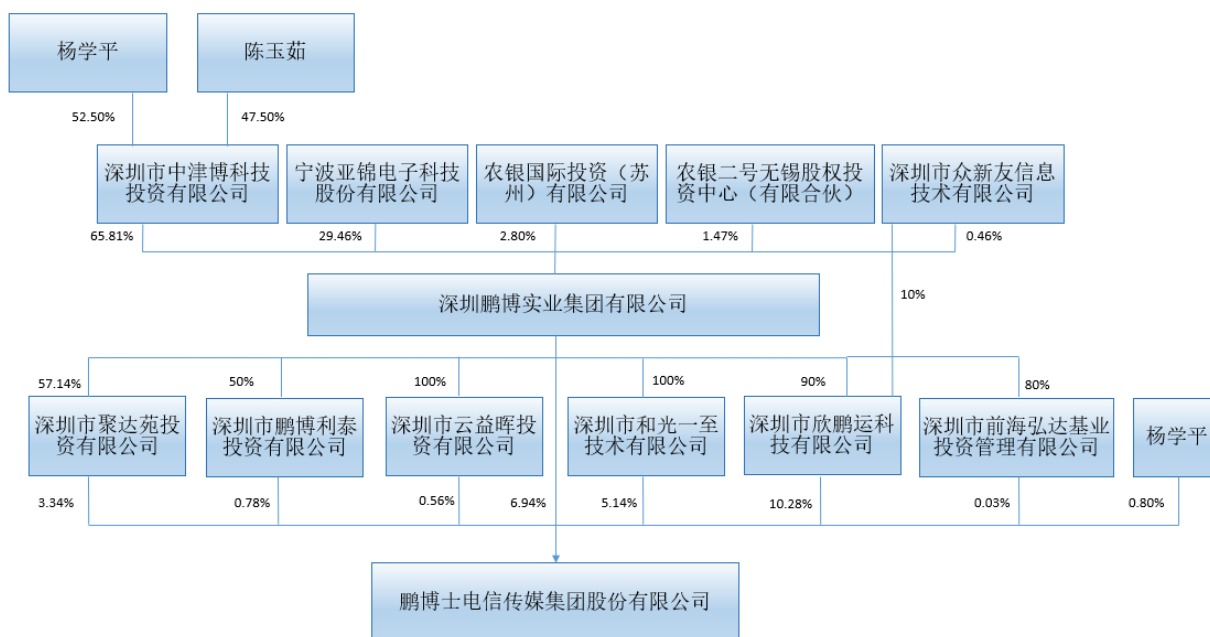 杨学平
陈玉茹
52.50%
47.50%
深圳市中津博科技
投资有限公司
宁波亚锦电子科技
股份有限公司
农银国际投资（苏
州）有限公司
农银二号无锡股权投
资中心（有限合伙）
深圳市众新友信息
技术有限公司
65.81%
29.46%
2.80%
1.47%
0.46%
深圳鹏博实业集团有限公司
10%
57.14%
50%
100%
100%
90%
80%
深圳市聚达苑投
资有限公司
深圳市鹏博利泰
投资有限公司
深圳市云益晖投
资有限公司
深圳市和光一至
技术有限公司
深圳市欣鹏运科
技有限公司
深圳市前海弘达基业
投资管理有限公司
杨学平
3.34%
0.78%
0.56%
6.94%
5.14%
10.28%
0.03%
0.80%
鹏博士电信传媒集团股份有限公司